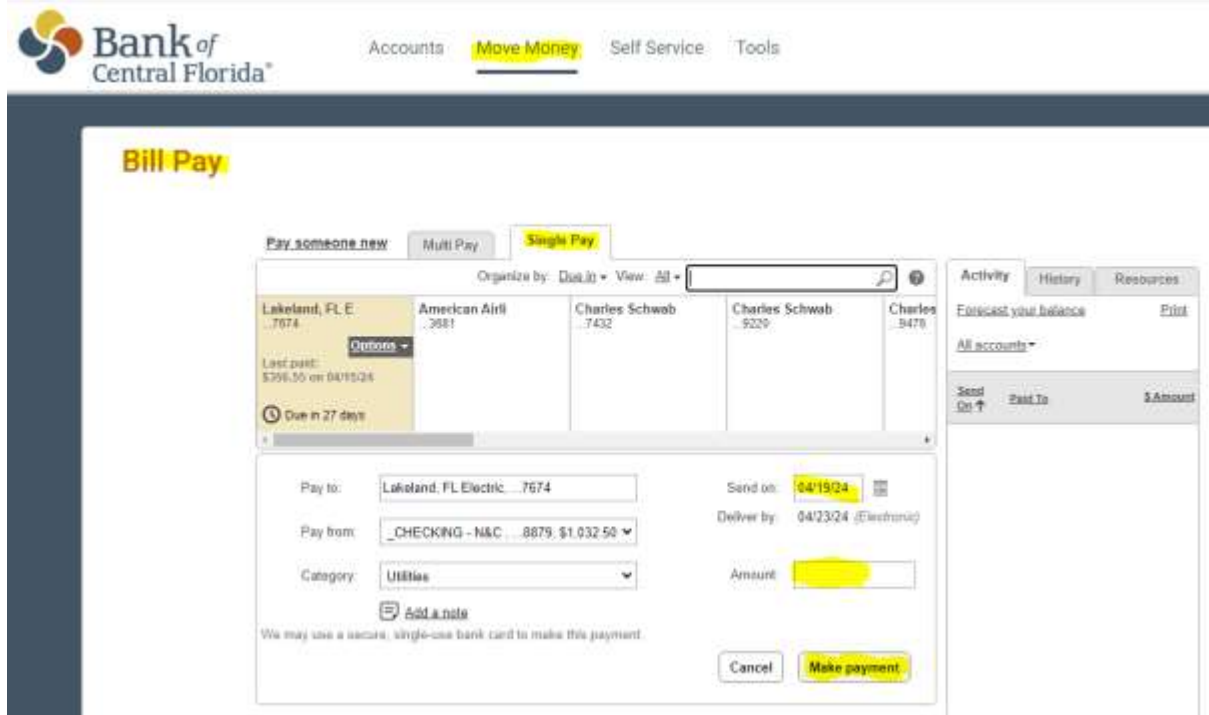 Bank of
Central Florida®
Accounts Move Money Self Service Tools
Bill Pay
Pay someone new Multi Pay Single Pay
Organize by: Due in View: All
Activity History Resources
Lakeland, FL E American Airli Charles Schwab Charles Schwab Charles
...7674 ...3681 ...7432 ...9229 ...9478
Forecast your balance Print
Options
All accounts
Last paid:
on 04/15/24
Due in 27 days
Send
On Paid To $ Amount
Pay to: Lakeland, FL Electric, ...7674 Send on: 04/19/24
Deliver by: 04/23/24 (Electronic)
Pay from: _CHECKING - N&C ...8879, $1,032.50
Category: Utilities Amount:
Add a note
We may use a secure, single-use bank card to make this payment.
Cancel Make payment